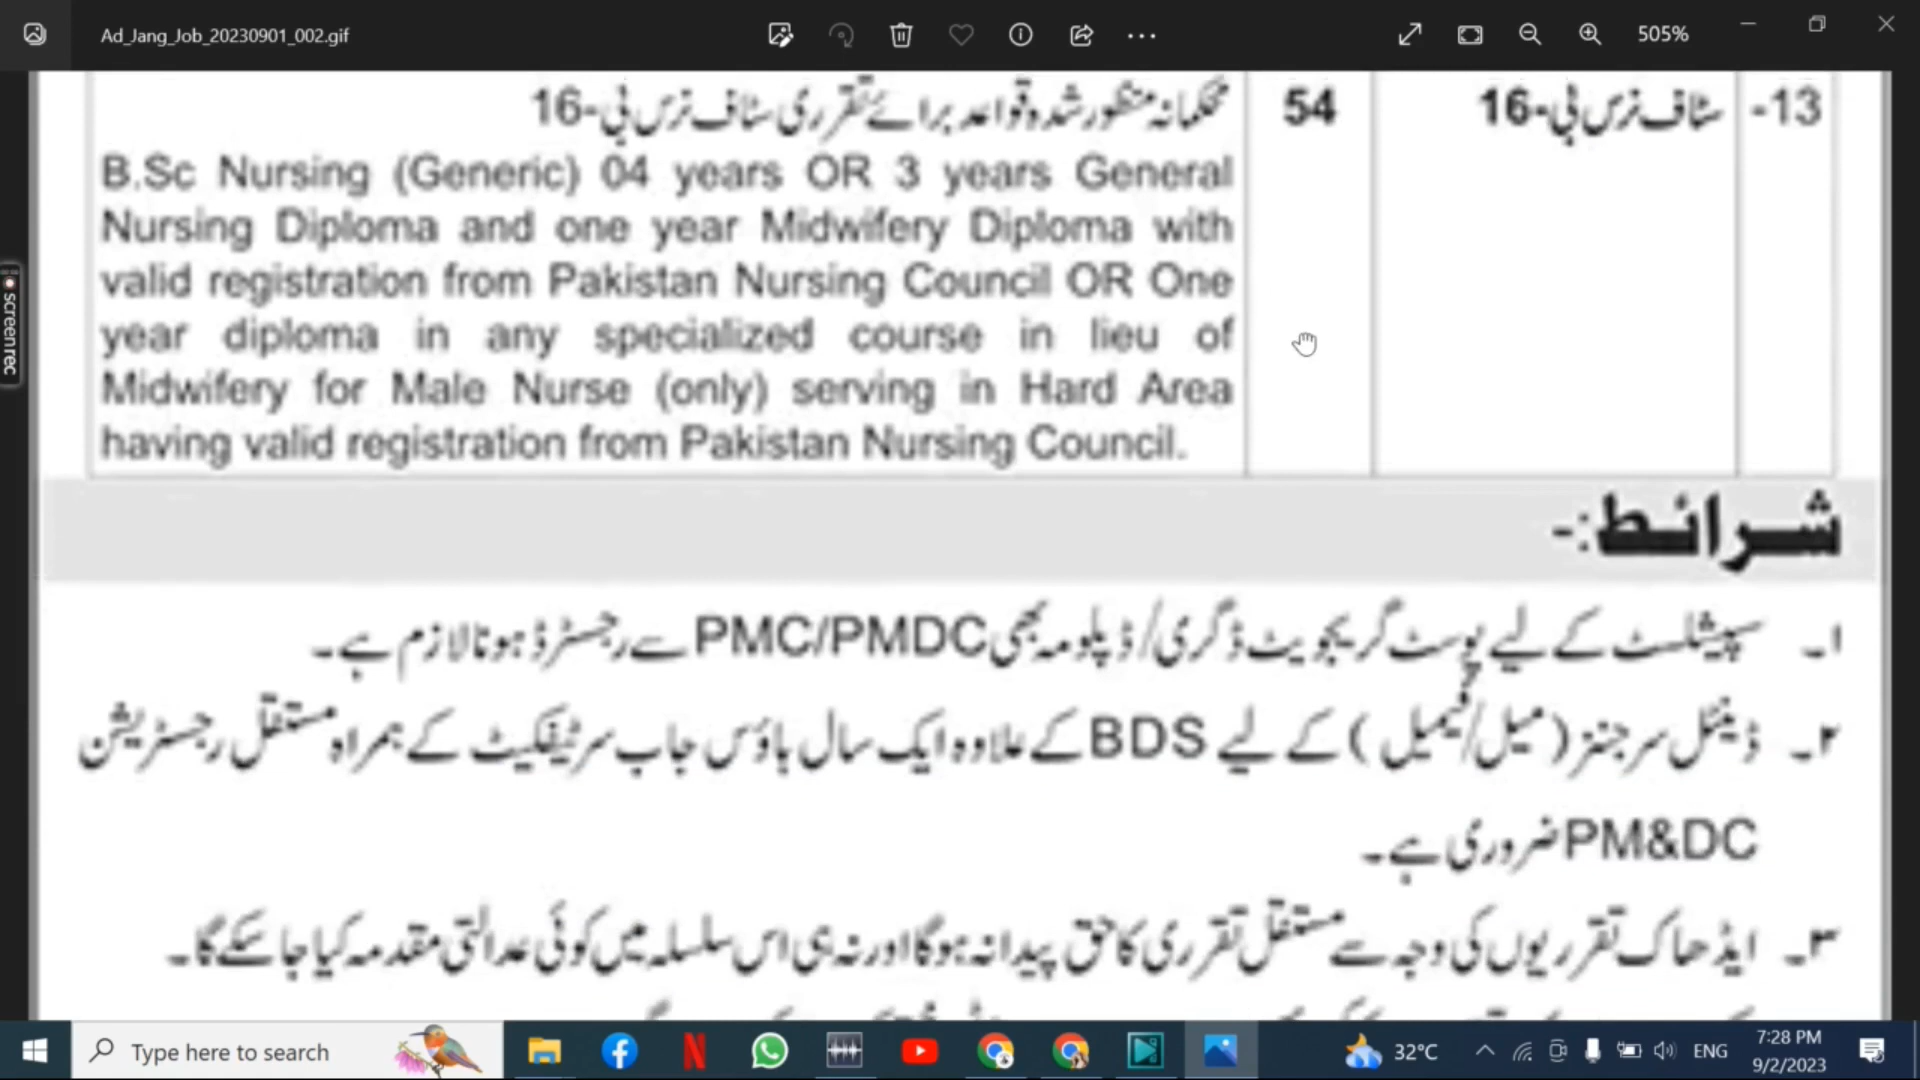 Ad_Jang_Job_20230901_002.gif
505%
13-
سٹاف نرس بی-16
54
محکمانہ منظور شدہ قواعد برائے تقرری سٹاف نرس بی-16
B.Sc Nursing (Generic) 04 years OR 3 years General
Nursing Diploma and one year Midwifery Diploma with
valid registration from Pakistan Nursing Council OR One
year diploma in any specialized course in lieu of
Midwifery for Male Nurse (only) serving in Hard Area
having valid registration from Pakistan Nursing Council.
شرائط:-
۱۔ سپیشلسٹ کے لیے پوسٹ گریجویٹ ڈگری/ڈپلومہ بھی PMC/PMDC سے رجسٹرڈ ہونا لازم ہے۔
۲۔ ڈینٹل سرجنز (میل/فیمیل) کے لیے BDS کے علاوہ ایک سال ہاؤس جاب سرٹیفکیٹ کے ہمراہ مستقل رجسٹریشن
PM&DC ضروری ہے۔
۳۔ ایڈھاک تقرریوں کی وجہ سے مستقل تقرری کا حق پیدا نہ ہوگا اور نہ ہی اس سلسلہ میں کوئی عدالتی مقدمہ کیا جا سکے گا۔
screenrec
Type here to search
32°C
ENG
7:28 PM
9/2/2023